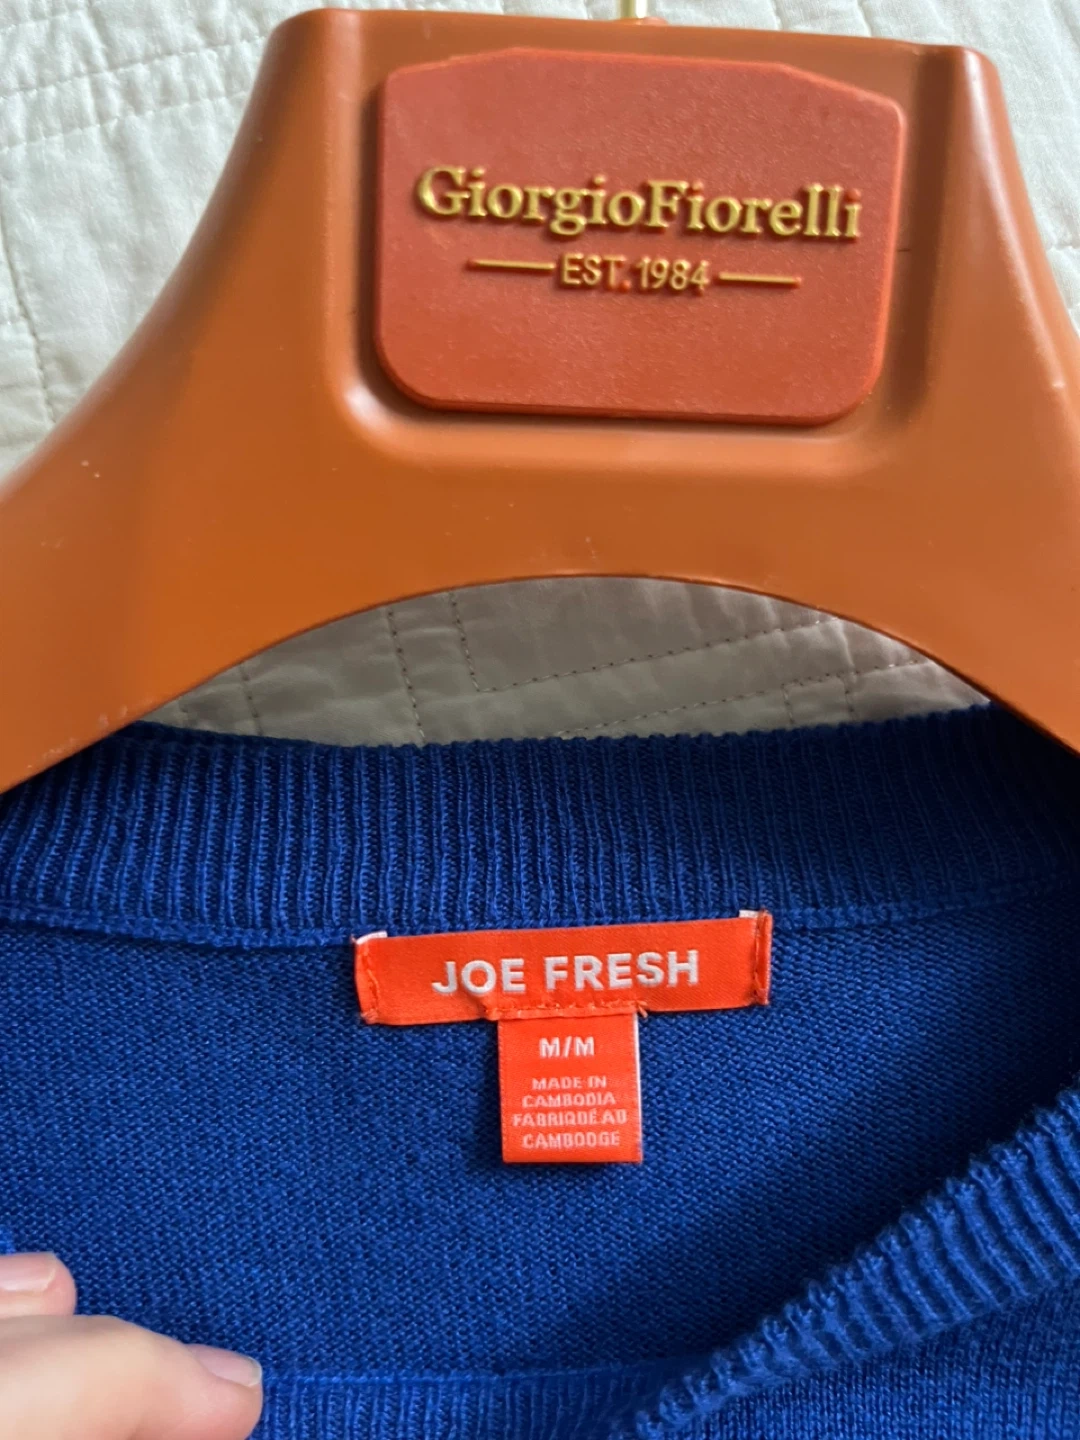 GiorgioFiorelli
EST. 1984
JOE FRESH
M/M
MADE IN
CAMBODIA
FABRIQUÉ AU
CAMBODGE